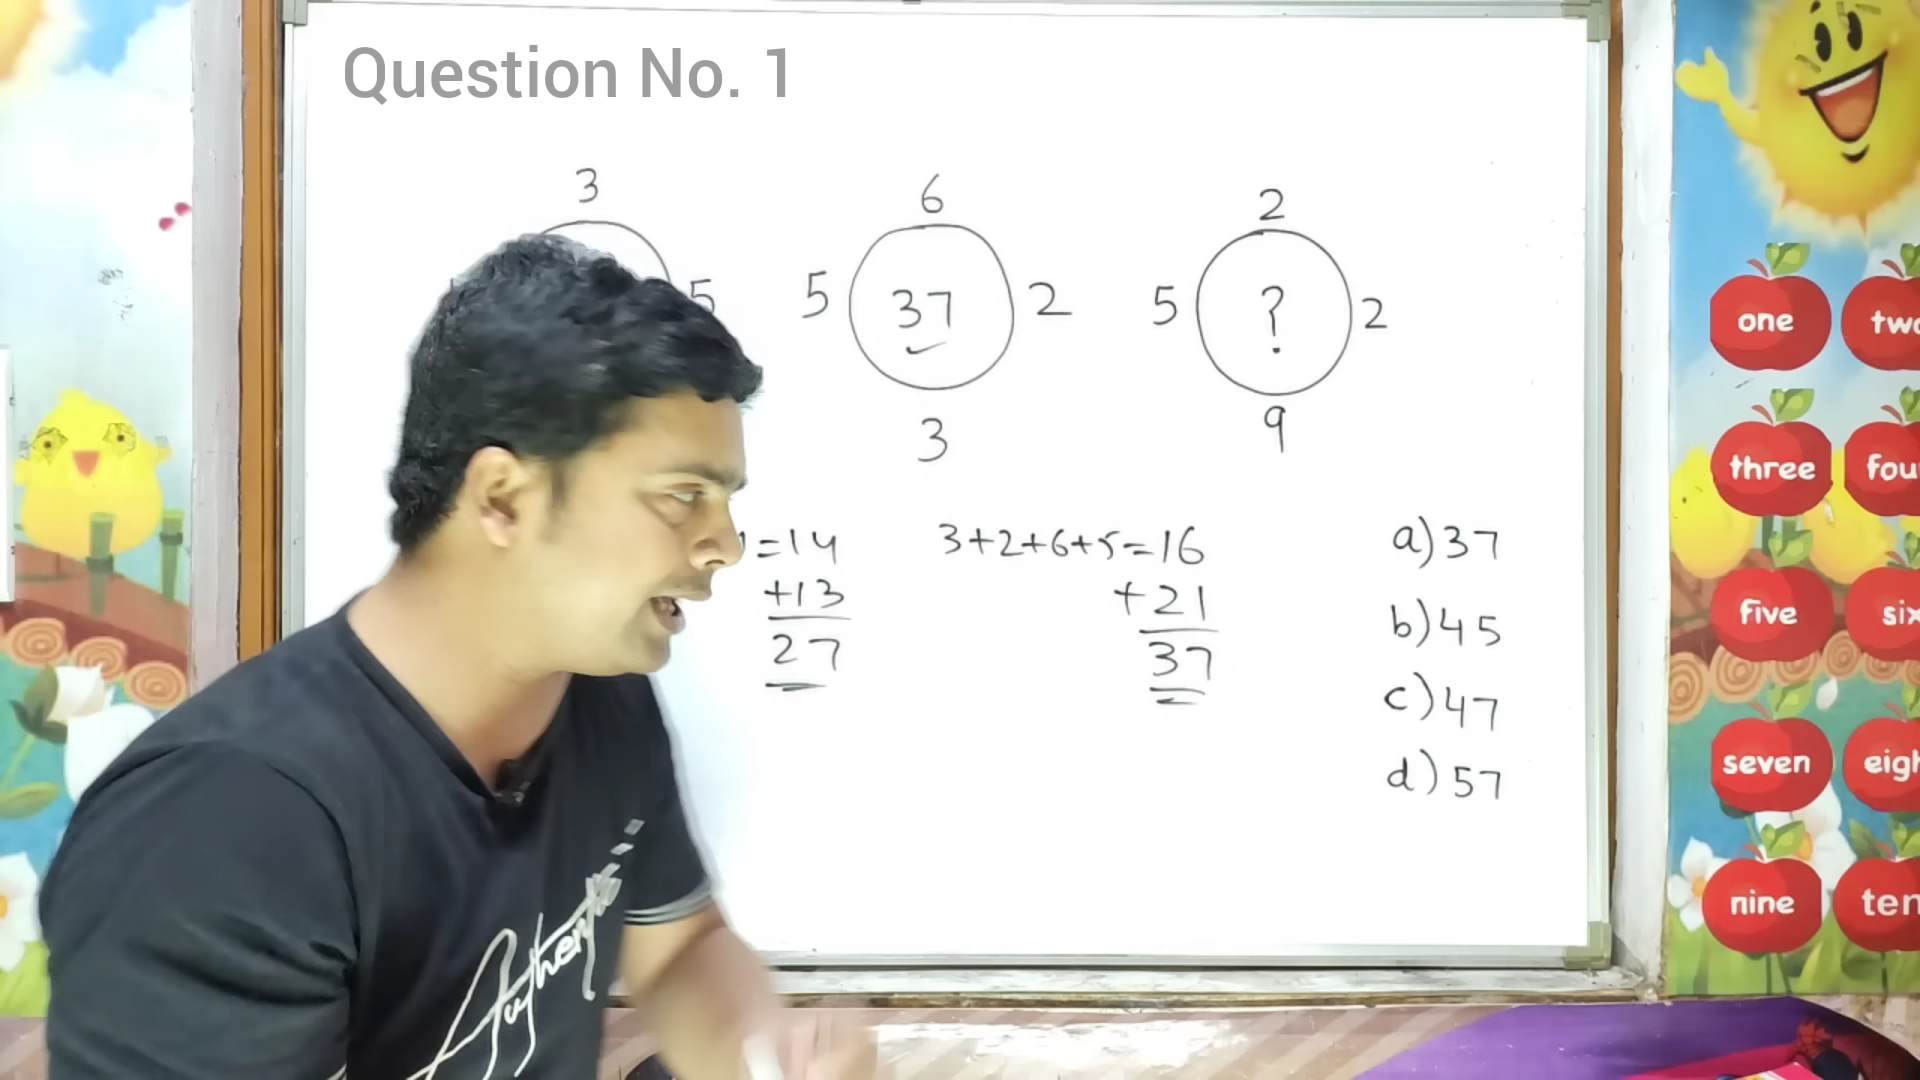 Question No. 1
3
5
6
5 37 2
3
2
5 ? 2
9
=14
+13
27
3+2+6+5=16
+21
37
a) 37
b) 45
c) 47
d) 57
Authentic
one
three
five
seven
nine
ten